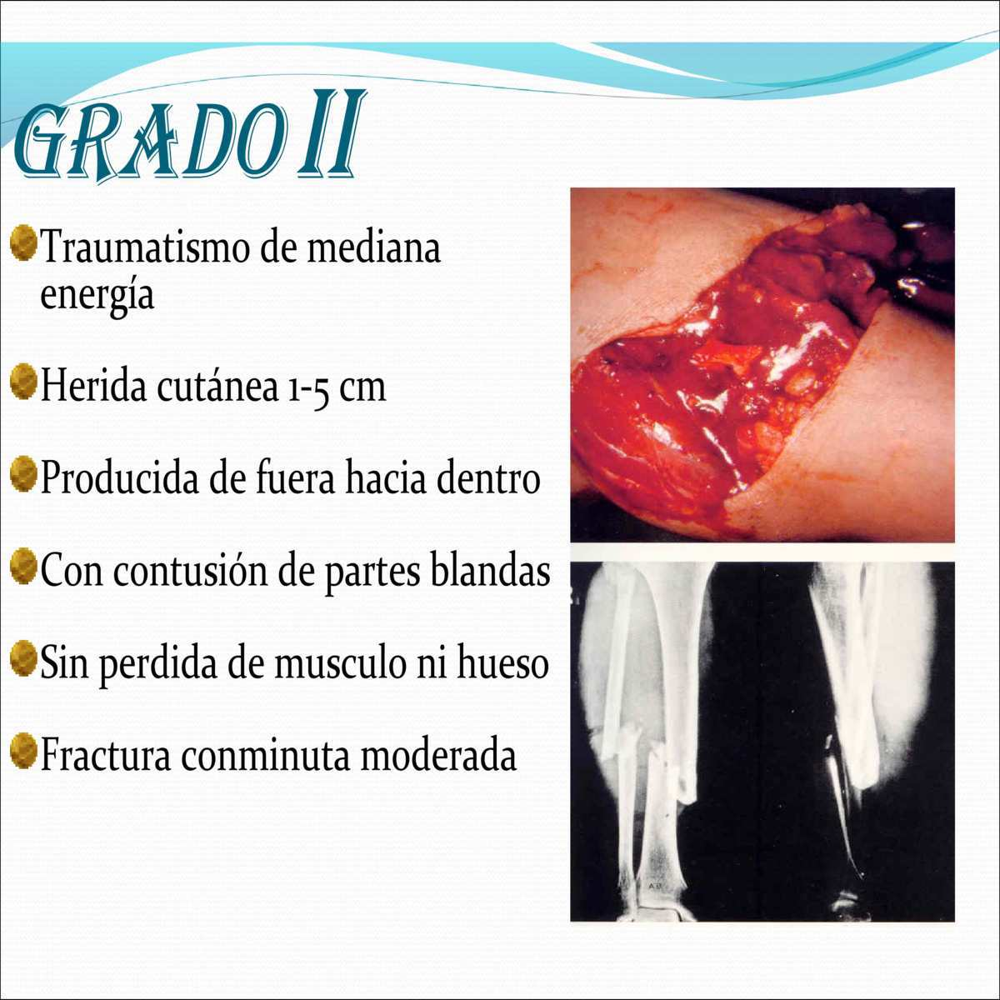 GRADO II
Traumatismo de mediana
energía
Herida cutánea 1-5 cm
Producida de fuera hacia dentro
Con contusión de partes blandas
Sin perdida de musculo ni hueso
Fractura conminuta moderada
AB